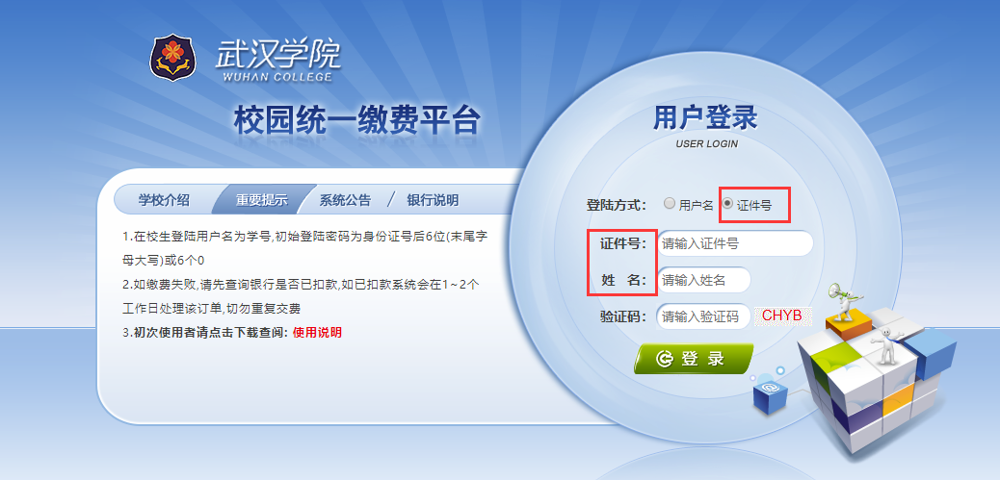 武汉学院
WUHAN COLLEGE
校园统一缴费平台
学校介绍 重要提示 系统公告 / 银行说明
1.在校生登陆用户名为学号,初始登陆密码为身份证号后6位(末尾字
母大写)或6个0
2.如缴费失败,请先查询银行是否已扣款,如已扣款系统会在1~2个
工作日处理该订单,切勿重复交费
3.初次使用者请点击下载查阅: 使用说明
用户登录
USER LOGIN
登陆方式: 用户名 证件号
证件号: 请输入证件号
姓 名: 请输入姓名
验证码: 请输入验证码 CHYB
登 录
@